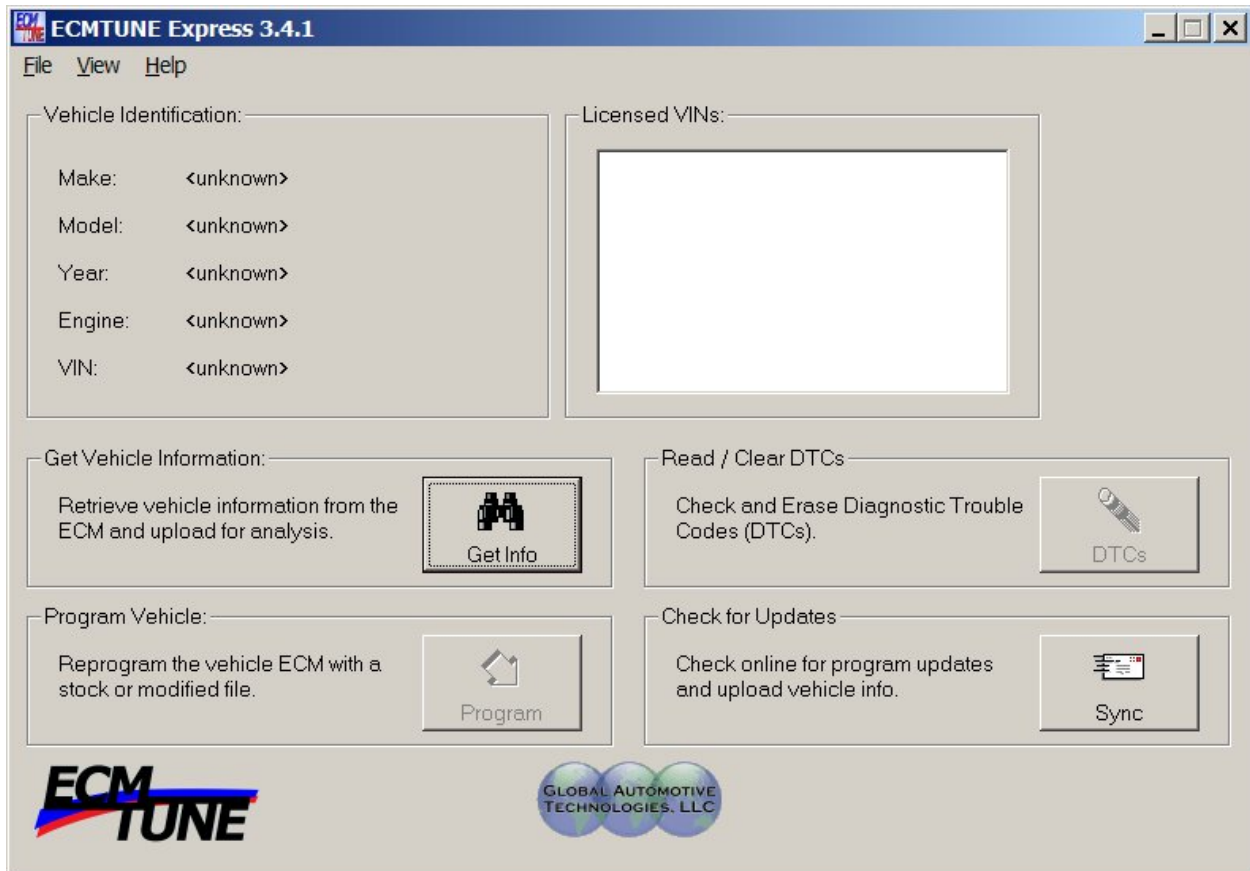 ECMTUNE Express 3.4.1
File View Help
Vehicle Identification:
Make: <unknown>
Model: <unknown>
Year: <unknown>
Engine: <unknown>
VIN: <unknown>
Licensed VINs:
Get Vehicle Information:
Retrieve vehicle information from the
ECM and upload for analysis.
Get Info
Read / Clear DTCs
Check and Erase Diagnostic Trouble
Codes (DTCs).
DTCs
Program Vehicle:
Reprogram the vehicle ECM with a
stock or modified file.
Program
Check for Updates
Check online for program updates
and upload vehicle info.
Sync
ECM
TUNE
GLOBAL AUTOMOTIVE
TECHNOLOGIES, LLC